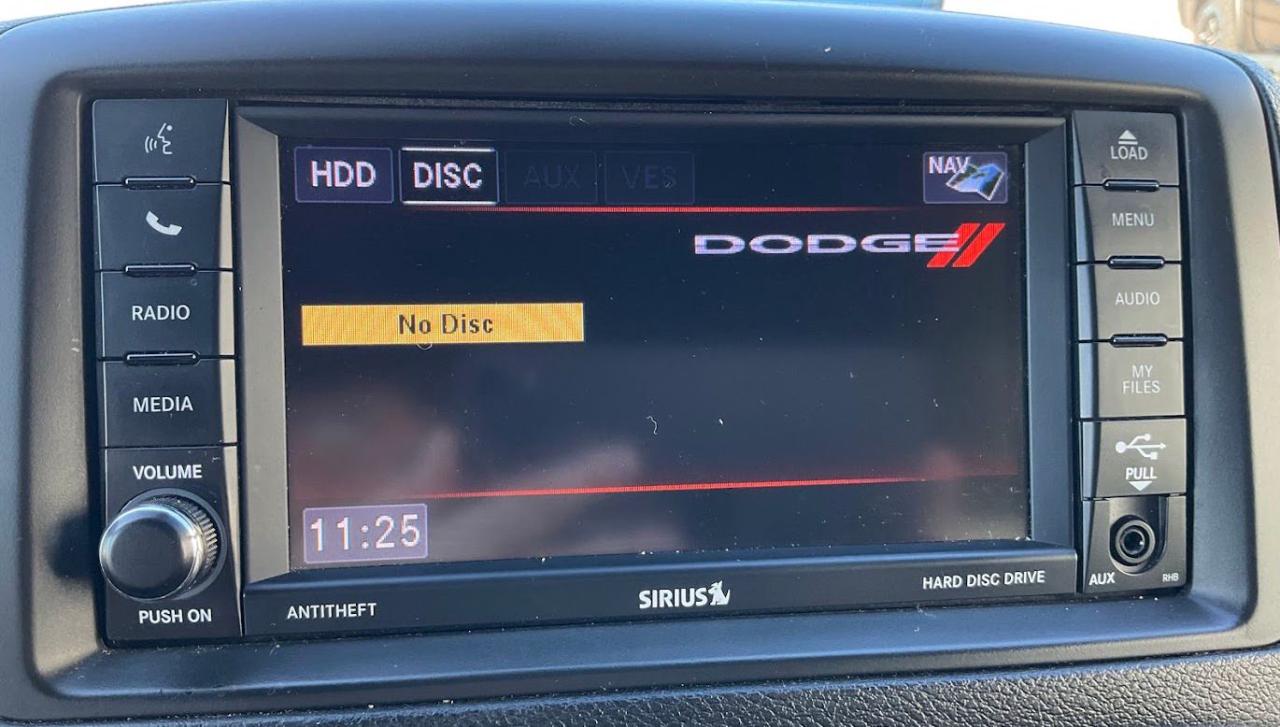 HDD DISC AUX VES NAV
DODGE
No Disc
11:25
RADIO
MEDIA
VOLUME
PUSH ON
ANTITHEFT
SIRIUS
HARD DISC DRIVE
LOAD
MENU
AUDIO
MY
FILES
PULL
AUX
RHB